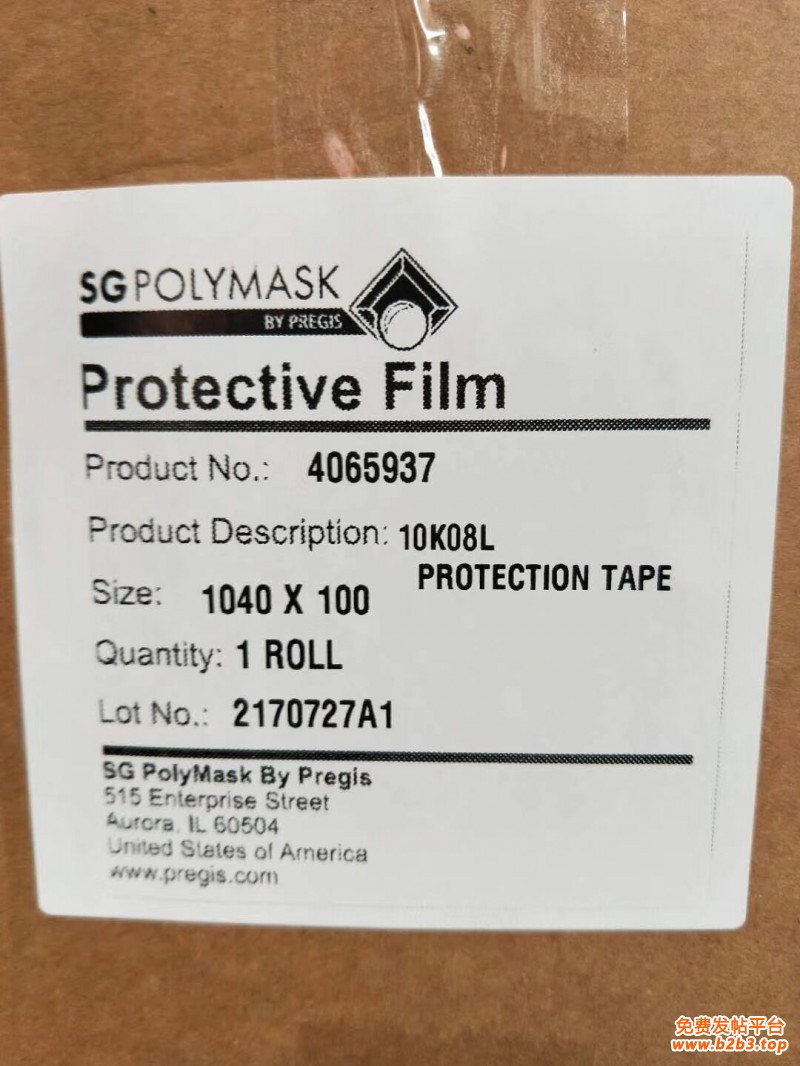 SG POLYMASK
BY PREGIS
Protective Film
Product No.: 4065937
Product Description: 10K08L
PROTECTION TAPE
Size: 1040 X 100
Quantity: 1 ROLL
Lot No.: 2170727A1
SG PolyMask By Pregis
515 Enterprise Street
Aurora, IL 60504
United States of America
www.pregis.com
免费发帖平台
www.b2b3.top